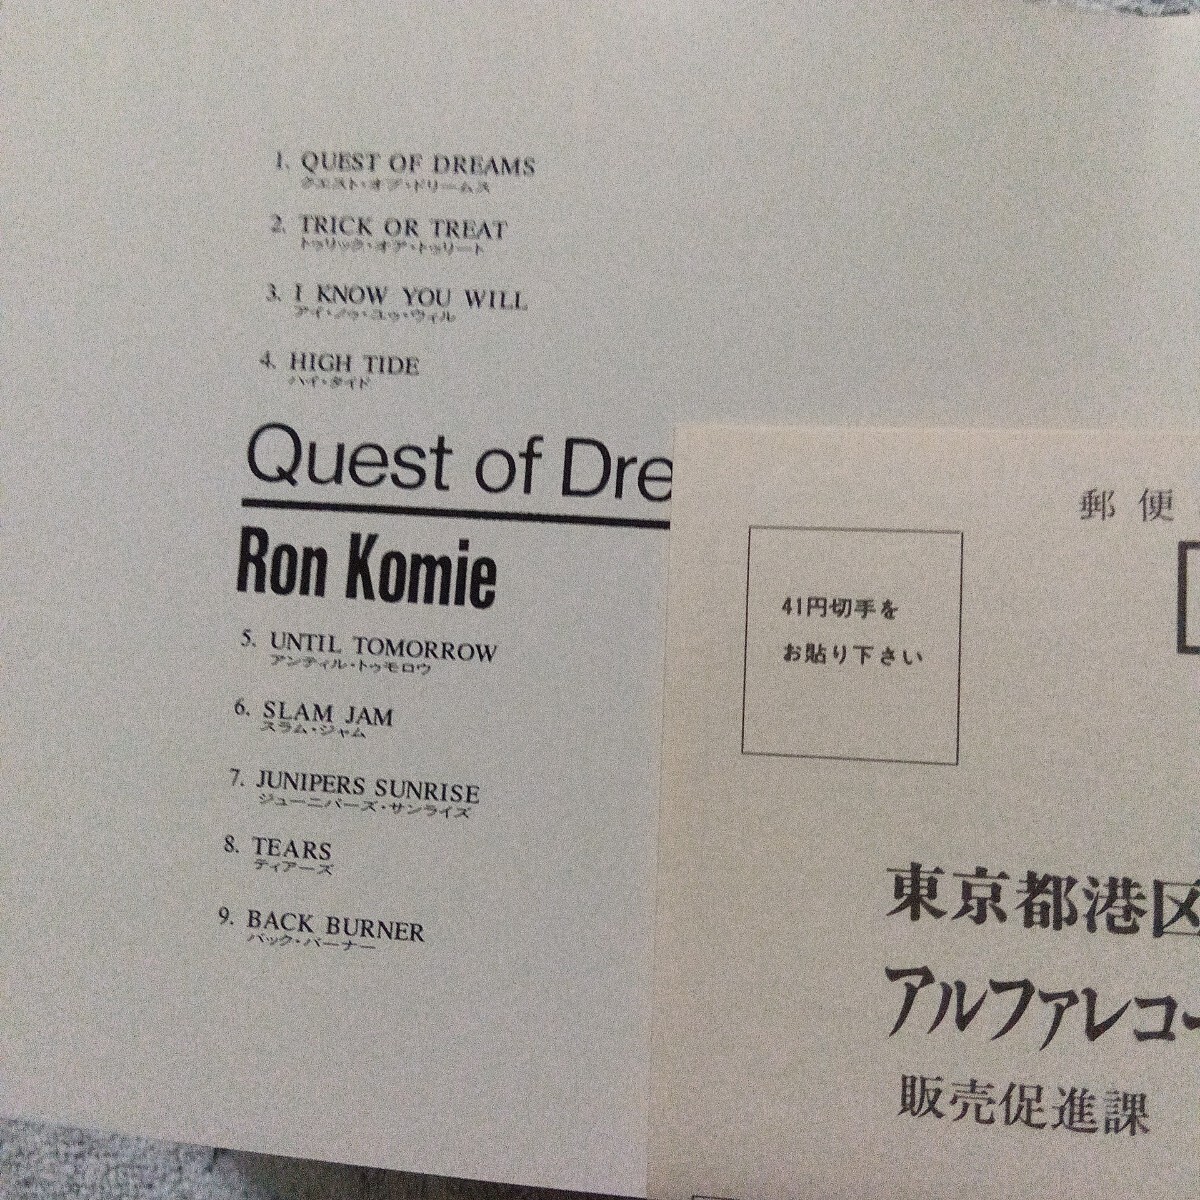 1. QUEST OF DREAMS
クエスト・オブ・ドリームス
2. TRICK OR TREAT
トゥリック・オア・トゥリート
3. I KNOW YOU WILL
アイ・ノウ・ユウ・ウィル
4. HIGH TIDE
ハイ・タイド
Quest of Dre
Ron Komie
5. UNTIL TOMORROW
アンティル・トゥモロウ
6. SLAM JAM
スラム・ジャム
7. JUNIPERS SUNRISE
ジューニパーズ・サンライズ
8. TEARS
ティアーズ
9. BACK BURNER
バック・バーナー
郵便
41円切手を
お貼り下さい
東京都港区
アルファレコー
販売促進課